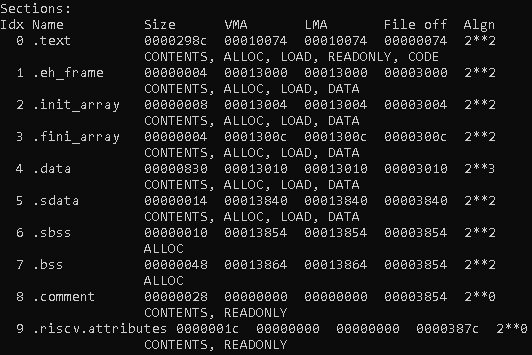 Sections:
Idx Name          Size      VMA       LMA       File off  Algn
  0 .text         0000298c  00010074  00010074  00000074  2**2
                  CONTENTS, ALLOC, LOAD, READONLY, CODE
  1 .eh_frame     00000004  00013000  00013000  00003000  2**2
                  CONTENTS, ALLOC, LOAD, DATA
  2 .init_array   00000008  00013004  00013004  00003004  2**2
                  CONTENTS, ALLOC, LOAD, DATA
  3 .fini_array   00000004  0001300c  0001300c  0000300c  2**2
                  CONTENTS, ALLOC, LOAD, DATA
  4 .data         00000830  00013010  00013010  00003010  2**3
                  CONTENTS, ALLOC, LOAD, DATA
  5 .sdata        00000014  00013840  00013840  00003840  2**2
                  CONTENTS, ALLOC, LOAD, DATA
  6 .sbss         00000010  00013854  00013854  00003854  2**2
                  ALLOC
  7 .bss          00000048  00013864  00013864  00003854  2**2
                  ALLOC
  8 .comment      00000028  00000000  00000000  00003854  2**0
                  CONTENTS, READONLY
  9 .riscv.attributes 0000001c  00000000  00000000  0000387c  2**0
                  CONTENTS, READONLY